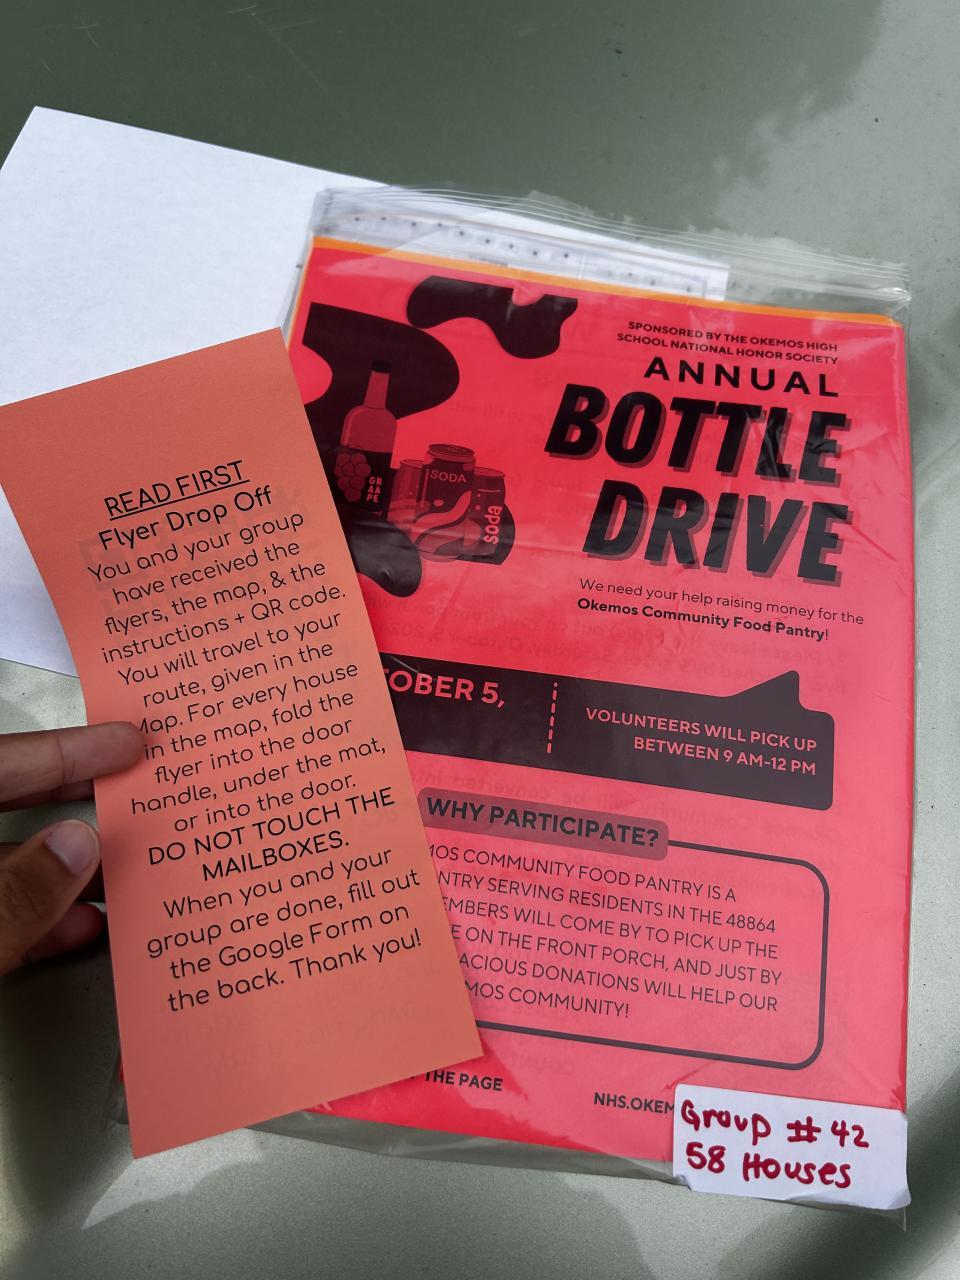 READ FIRST
Flyer Drop Off
You and your group
have received the
flyers, the map, & the
instructions + QR code.
You will travel to your
route, given in the
Map. For every house
in the map, fold the
flyer into the door
handle, under the mat,
or into the door.
DO NOT TOUCH THE
MAILBOXES.
When you and your
group are done, fill out
the Google Form on
the back. Thank you!
SPONSORED BY THE OKEMOS HIGH
SCHOOL NATIONAL HONOR SOCIETY
ANNUAL
BOTTLE
DRIVE
GR
AA
PE
SODA
soda
We need your help raising money for the
Okemos Community Food Pantry!
TOBER 5,
VOLUNTEERS WILL PICK UP
BETWEEN 9 AM-12 PM
WHY PARTICIPATE?
MOS COMMUNITY FOOD PANTRY IS A
NTRY SERVING RESIDENTS IN THE 48864
EMBERS WILL COME BY TO PICK UP THE
E ON THE FRONT PORCH, AND JUST BY
ACIOUS DONATIONS WILL HELP OUR
MOS COMMUNITY!
THE PAGE
NHS.OKEM
Group # 42
58 Houses